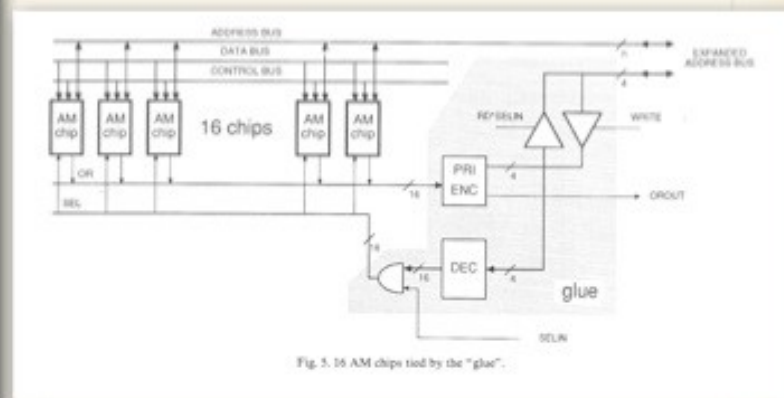 ADDRESS BUS
DATA BUS
CONTROL BUS
n
EXPANDED
ADDRESS BUS
4
AM
chip
AM
chip
AM
chip
16 chips
AM
chip
AM
chip
RD*SELIN
WRITE
OR
16
PRI
ENC
4
OROUT
SEL
16
16
DEC
4
glue
SELIN
Fig. 5. 16 AM chips tied by the "glue".